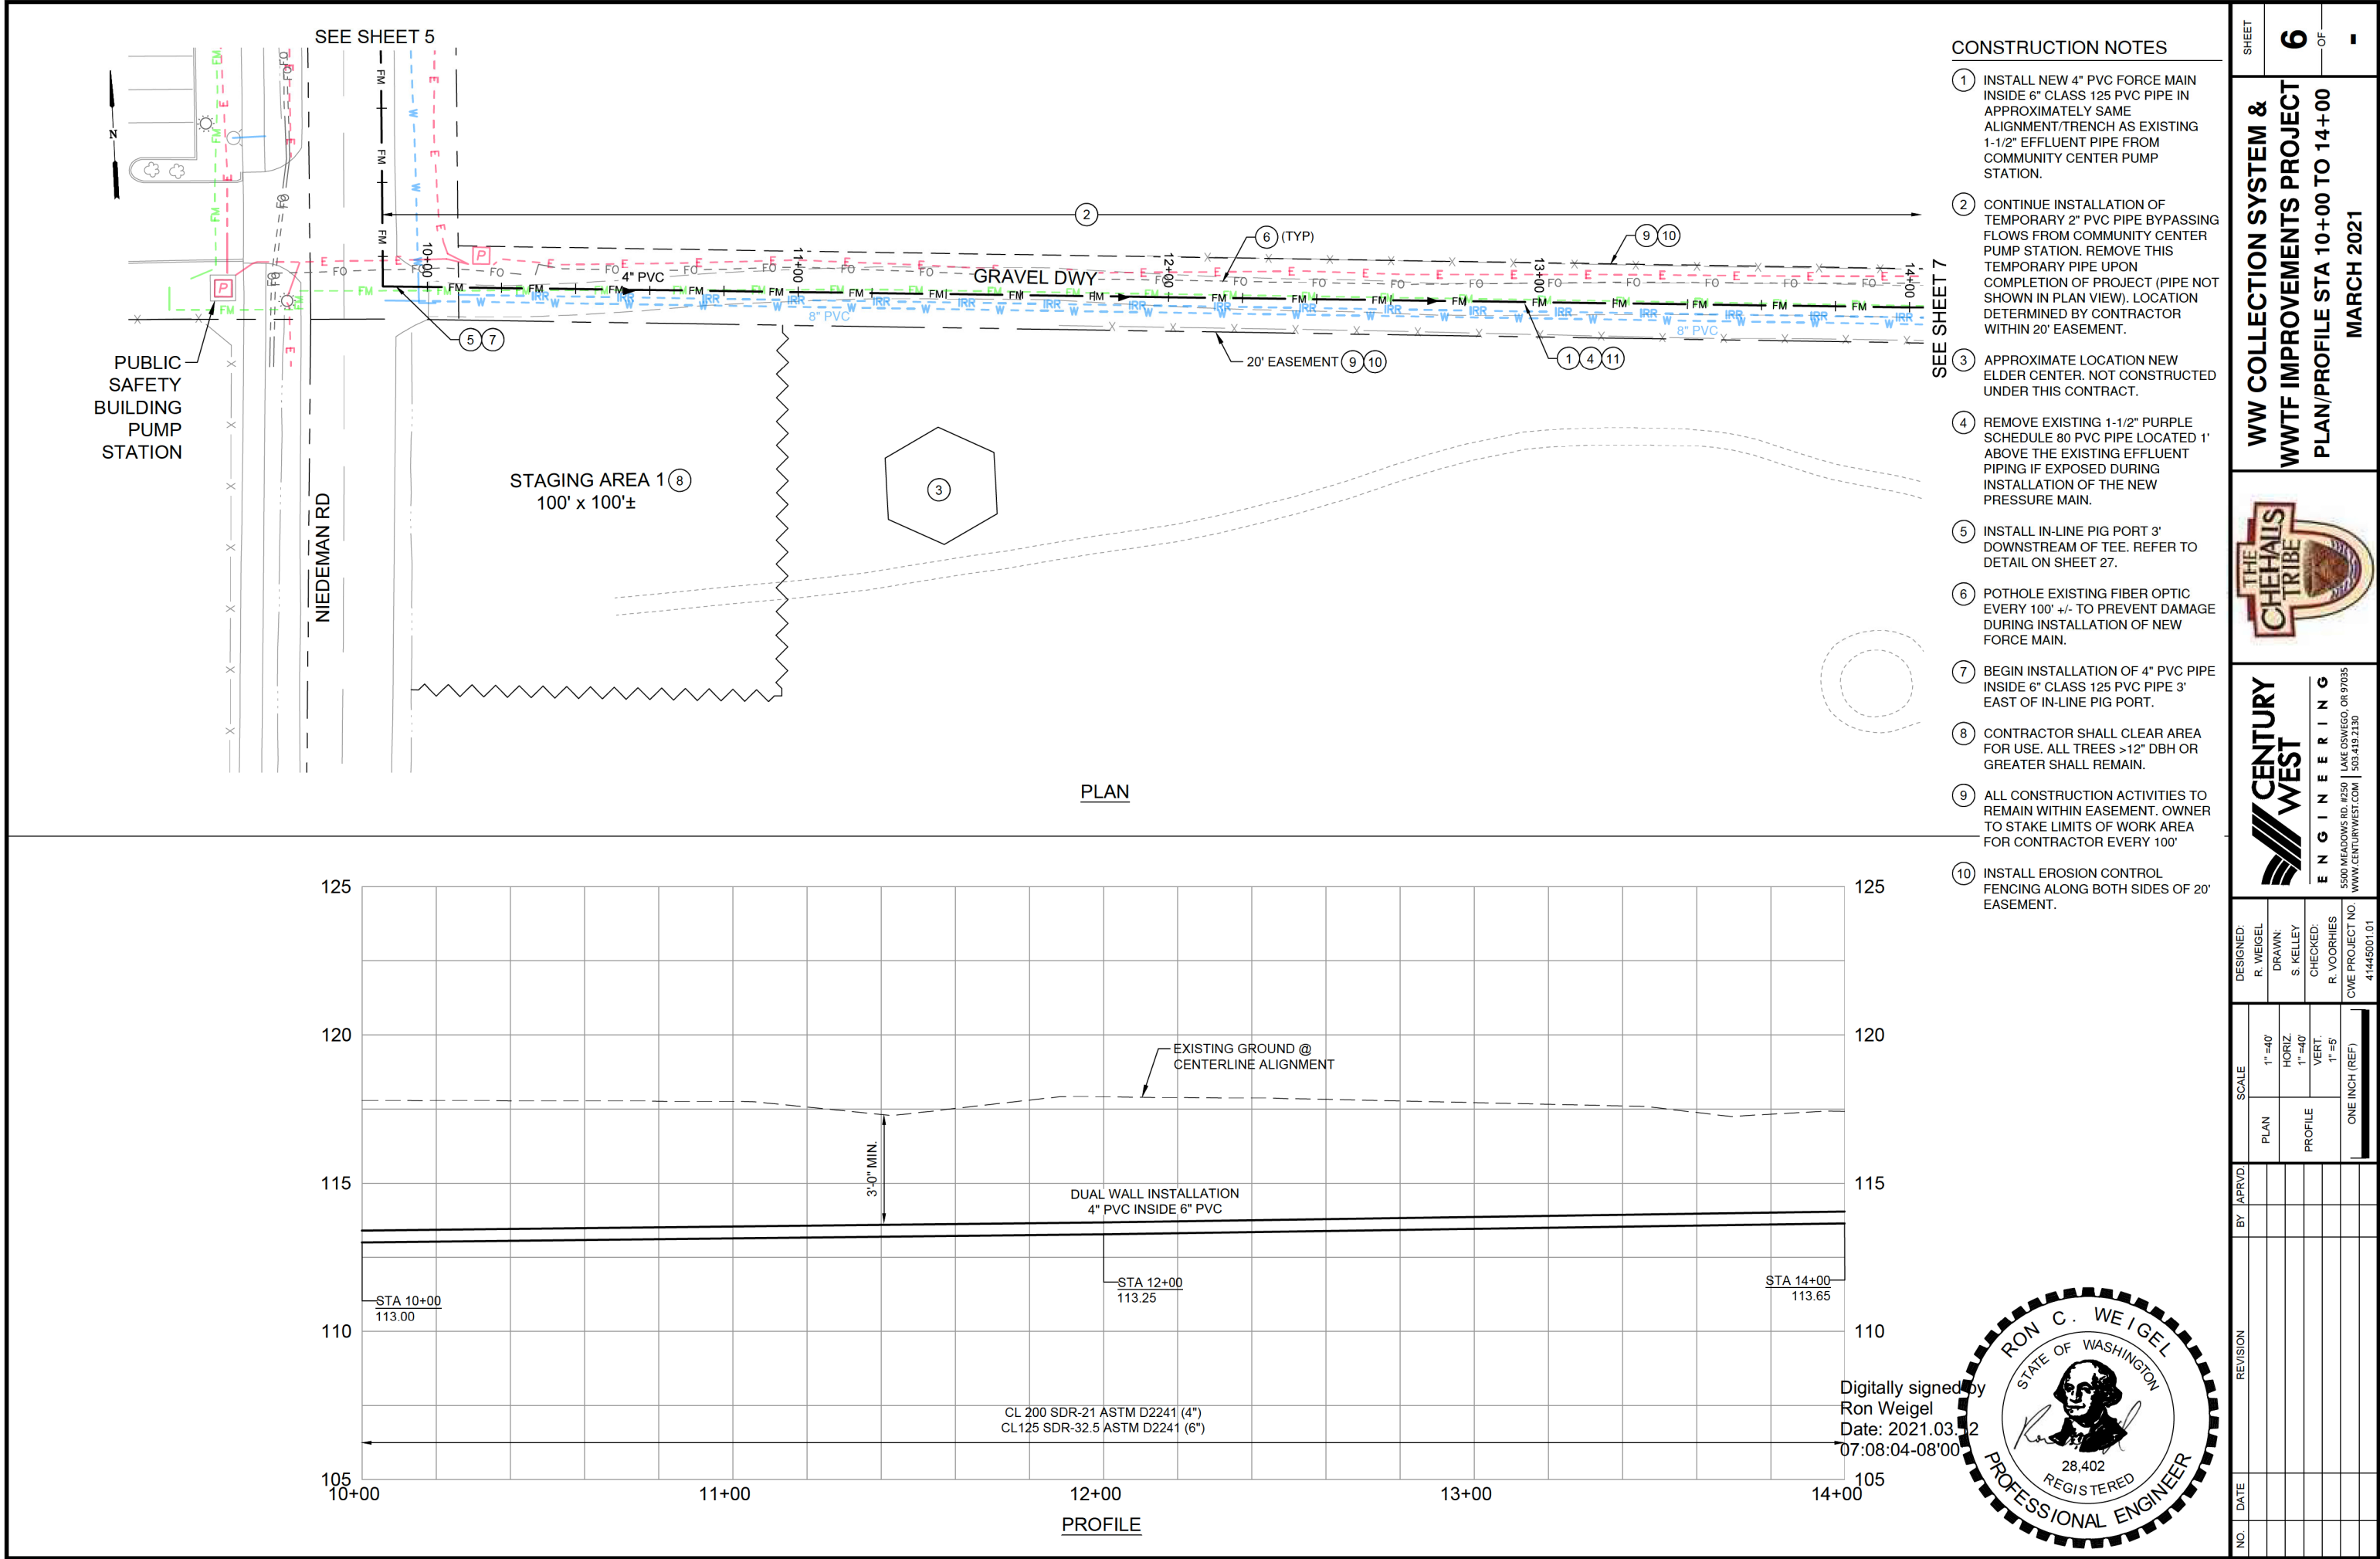 SEE SHEET 5
N
PUBLIC
SAFETY
BUILDING
PUMP
STATION
NIEDEMAN RD
10+00
11+00
12+00
13+00
14+00
4" PVC
GRAVEL DWY
8" PVC
8" PVC
2
6 (TYP)
9 10
5 7
20' EASEMENT 9 10
1 4 11
SEE SHEET 7
STAGING AREA 1 8
100' x 100'±
3
P
P
FM
FO
E
W
IRR
X
PLAN
CONSTRUCTION NOTES
1 INSTALL NEW 4" PVC FORCE MAIN
INSIDE 6" CLASS 125 PVC PIPE IN
APPROXIMATELY SAME
ALIGNMENT/TRENCH AS EXISTING
1-1/2" EFFLUENT PIPE FROM
COMMUNITY CENTER PUMP
STATION.
2 CONTINUE INSTALLATION OF
TEMPORARY 2" PVC PIPE BYPASSING
FLOWS FROM COMMUNITY CENTER
PUMP STATION. REMOVE THIS
TEMPORARY PIPE UPON
COMPLETION OF PROJECT (PIPE NOT
SHOWN IN PLAN VIEW). LOCATION
DETERMINED BY CONTRACTOR
WITHIN 20' EASEMENT.
3 APPROXIMATE LOCATION NEW
ELDER CENTER. NOT CONSTRUCTED
UNDER THIS CONTRACT.
4 REMOVE EXISTING 1-1/2" PURPLE
SCHEDULE 80 PVC PIPE LOCATED 1'
ABOVE THE EXISTING EFFLUENT
PIPING IF EXPOSED DURING
INSTALLATION OF THE NEW
PRESSURE MAIN.
5 INSTALL IN-LINE PIG PORT 3'
DOWNSTREAM OF TEE. REFER TO
DETAIL ON SHEET 27.
6 POTHOLE EXISTING FIBER OPTIC
EVERY 100' +/- TO PREVENT DAMAGE
DURING INSTALLATION OF NEW
FORCE MAIN.
7 BEGIN INSTALLATION OF 4" PVC PIPE
INSIDE 6" CLASS 125 PVC PIPE 3'
EAST OF IN-LINE PIG PORT.
8 CONTRACTOR SHALL CLEAR AREA
FOR USE. ALL TREES >12" DBH OR
GREATER SHALL REMAIN.
9 ALL CONSTRUCTION ACTIVITIES TO
REMAIN WITHIN EASEMENT. OWNER
TO STAKE LIMITS OF WORK AREA
FOR CONTRACTOR EVERY 100'
10 INSTALL EROSION CONTROL
FENCING ALONG BOTH SIDES OF 20'
EASEMENT.
125
120
115
110
105
125
120
115
110
105
EXISTING GROUND @
CENTERLINE ALIGNMENT
3'-0" MIN.
DUAL WALL INSTALLATION
4" PVC INSIDE 6" PVC
STA 10+00
113.00
STA 12+00
113.25
STA 14+00
113.65
CL 200 SDR-21 ASTM D2241 (4")
CL125 SDR-32.5 ASTM D2241 (6")
10+00
11+00
12+00
13+00
14+00
PROFILE
Digitally signed by
Ron Weigel
Date: 2021.03.
07:08:04-08'00'
RON C. WEIGEL
STATE OF WASHINGTON
28,402
REGISTERED
PROFESSIONAL ENGINEER
SHEET
6
OF
-
WW COLLECTION SYSTEM &
WWTF IMPROVEMENTS PROJECT
PLAN/PROFILE STA 10+00 TO 14+00
MARCH 2021
THE
CHEHALIS
TRIBE
CENTURY
WEST
ENGINEERING
5500 MEADOWS RD. #250 | LAKE OSWEGO, OR 97035
WWW.CENTURYWEST.COM | 503.419.2130
DESIGNED:
R. WEIGEL
DRAWN:
S. KELLEY
CHECKED:
R. VOORHIES
CWE PROJECT NO.
41445001.01
SCALE
PLAN
1" =40'
PROFILE
HORIZ.
1" =40'
VERT.
1" =5'
ONE INCH (REF)
NO.
DATE
REVISION
BY
APRVD.